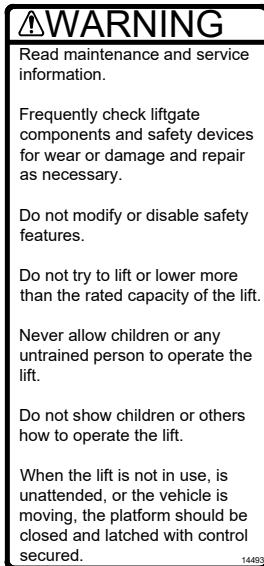 WARNING
Read maintenance and service
information.
Frequently check liftgate
components and safety devices
for wear or damage and repair
as necessary.
Do not modify or disable safety
features.
Do not try to lift or lower more
than the rated capacity of the lift.
Never allow children or any
untrained person to operate the
lift.
Do not show children or others
how to operate the lift.
When the lift is not in use, is
unattended, or the vehicle is
moving, the platform should be
closed and latched with control
secured.
14493